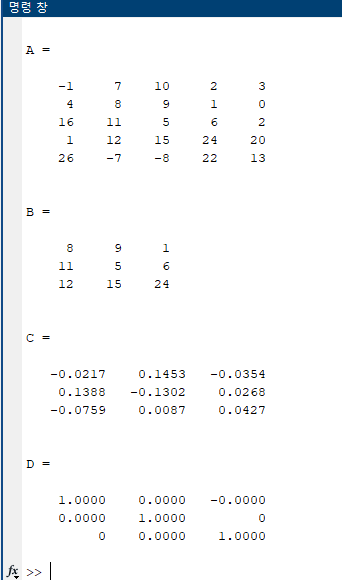 명령 창
A =
-1 7 10 2 3
4 8 9 1 0
16 11 5 6 2
1 12 15 24 20
26 -7 -8 22 13
B =
8 9 1
11 5 6
12 15 24
C =
-0.0217 0.1453 -0.0354
0.1388 -0.1302 0.0268
-0.0759 0.0087 0.0427
D =
1.0000 0.0000 -0.0000
0.0000 1.0000 0
0 0.0000 1.0000
fx >>